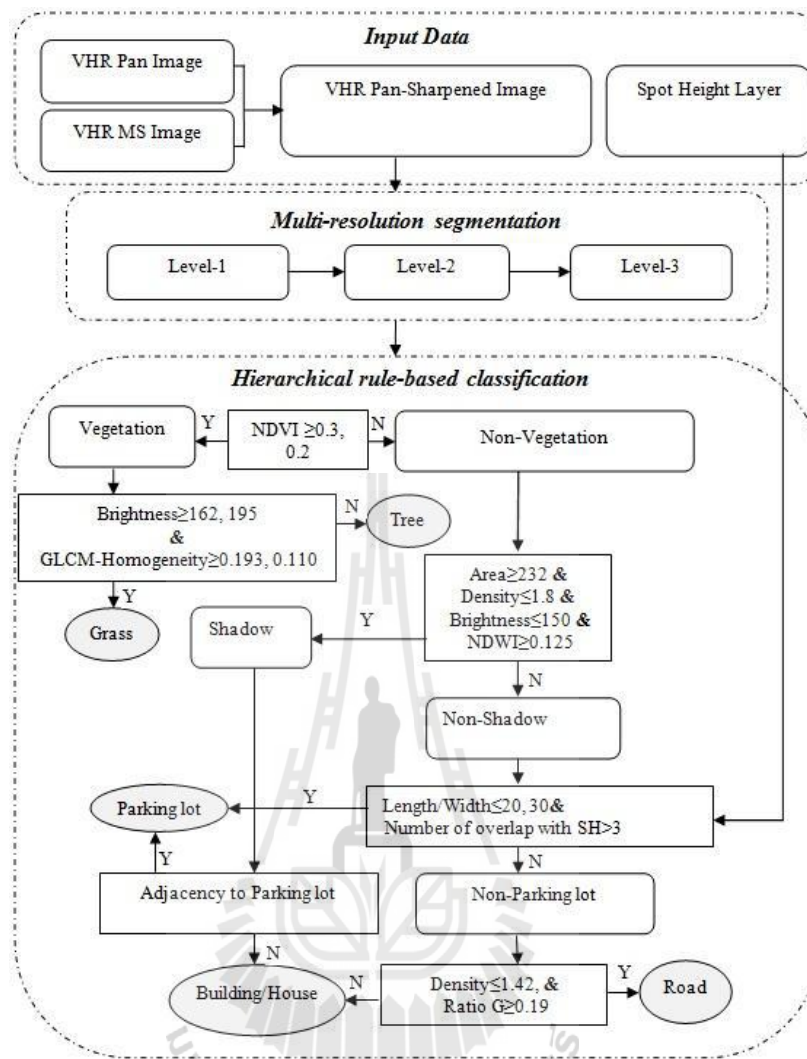 Input Data
VHR Pan Image
VHR MS Image
VHR Pan-Sharpened Image
Spot Height Layer
Multi-resolution segmentation
Level-1
Level-2
Level-3
Hierarchical rule-based classification
Vegetation
Y
NDVI ≥0.3,
0.2
N
Non-Vegetation
Brightness≥162, 195
&
GLCM-Homogeneity≥0.193, 0.110
N
Tree
Y
Grass
Area≥232 &
Density≤1.8 &
Brightness≤150 &
NDWI≥0.125
Y
Shadow
N
Non-Shadow
Length/Width≤20, 30&
Number of overlap with SH>3
Y
Parking lot
N
Non-Parking lot
Y
Adjacency to Parking lot
N
Building/House
N
Density≤1.42, &
Ratio G≥0.19
Y
Road